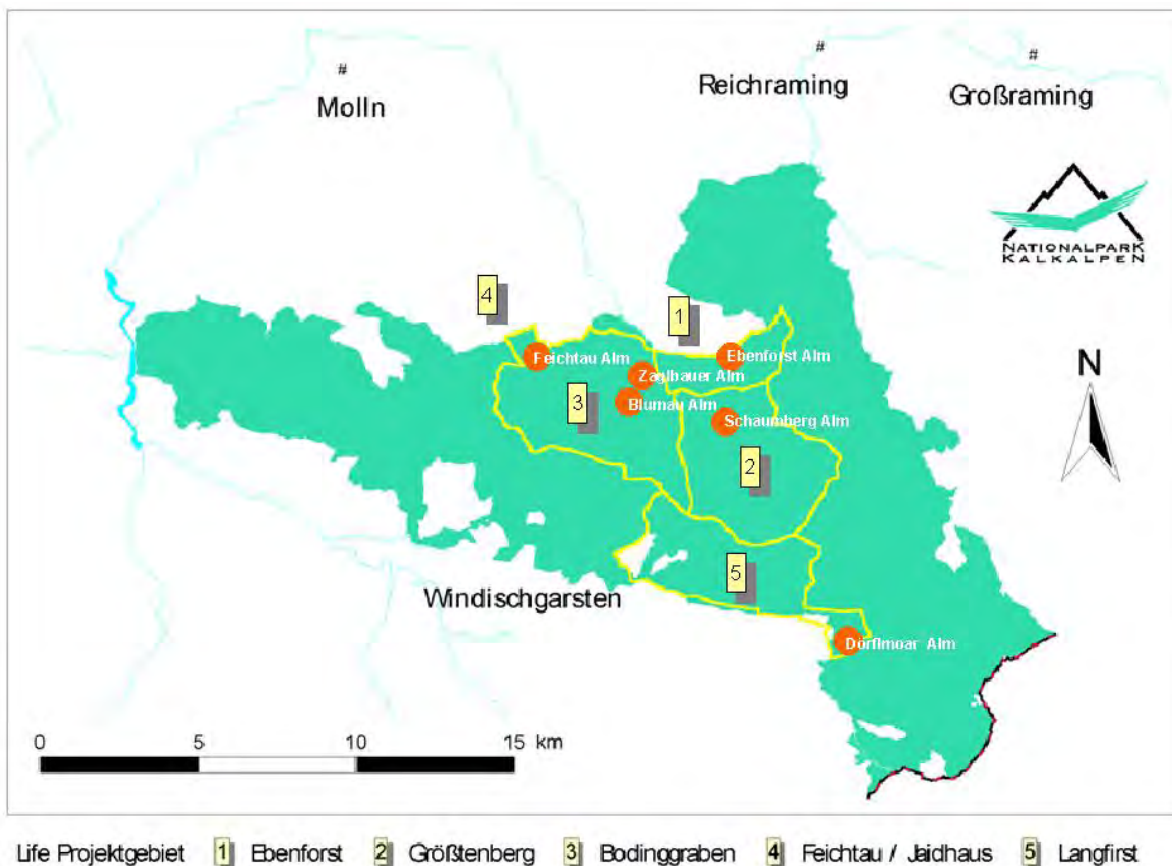 #
#
#
Molln
Reichraming
Großraming
NATIONALPARK
KALKALPEN
4
1
Feichtau Alm
Ebenforst Alm
Zaglbauer Alm
3
Blumau Alm
Schaumberg Alm
N
2
5
Windischgarsten
Dörflmoar Alm
0 5 10 15 km
Life Projektgebiet 1 Ebenforst 2 Größtenberg 3 Bodinggraben 4 Feichtau / Jaidhaus 5 Langfirst